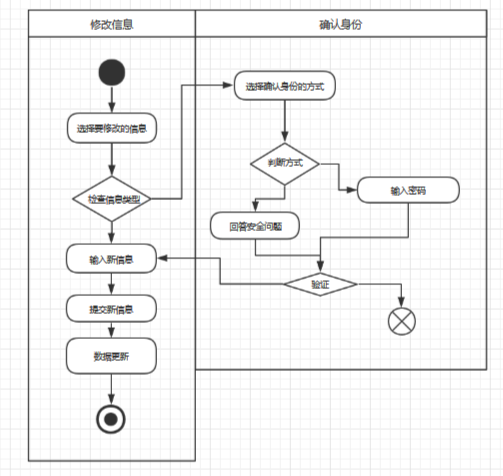 修改信息
确认身份
选择要修改的信息
检查信息类型
输入新信息
提交新信息
数据更新
选择确认身份的方式
判断方式
输入密码
回答安全问题
验证